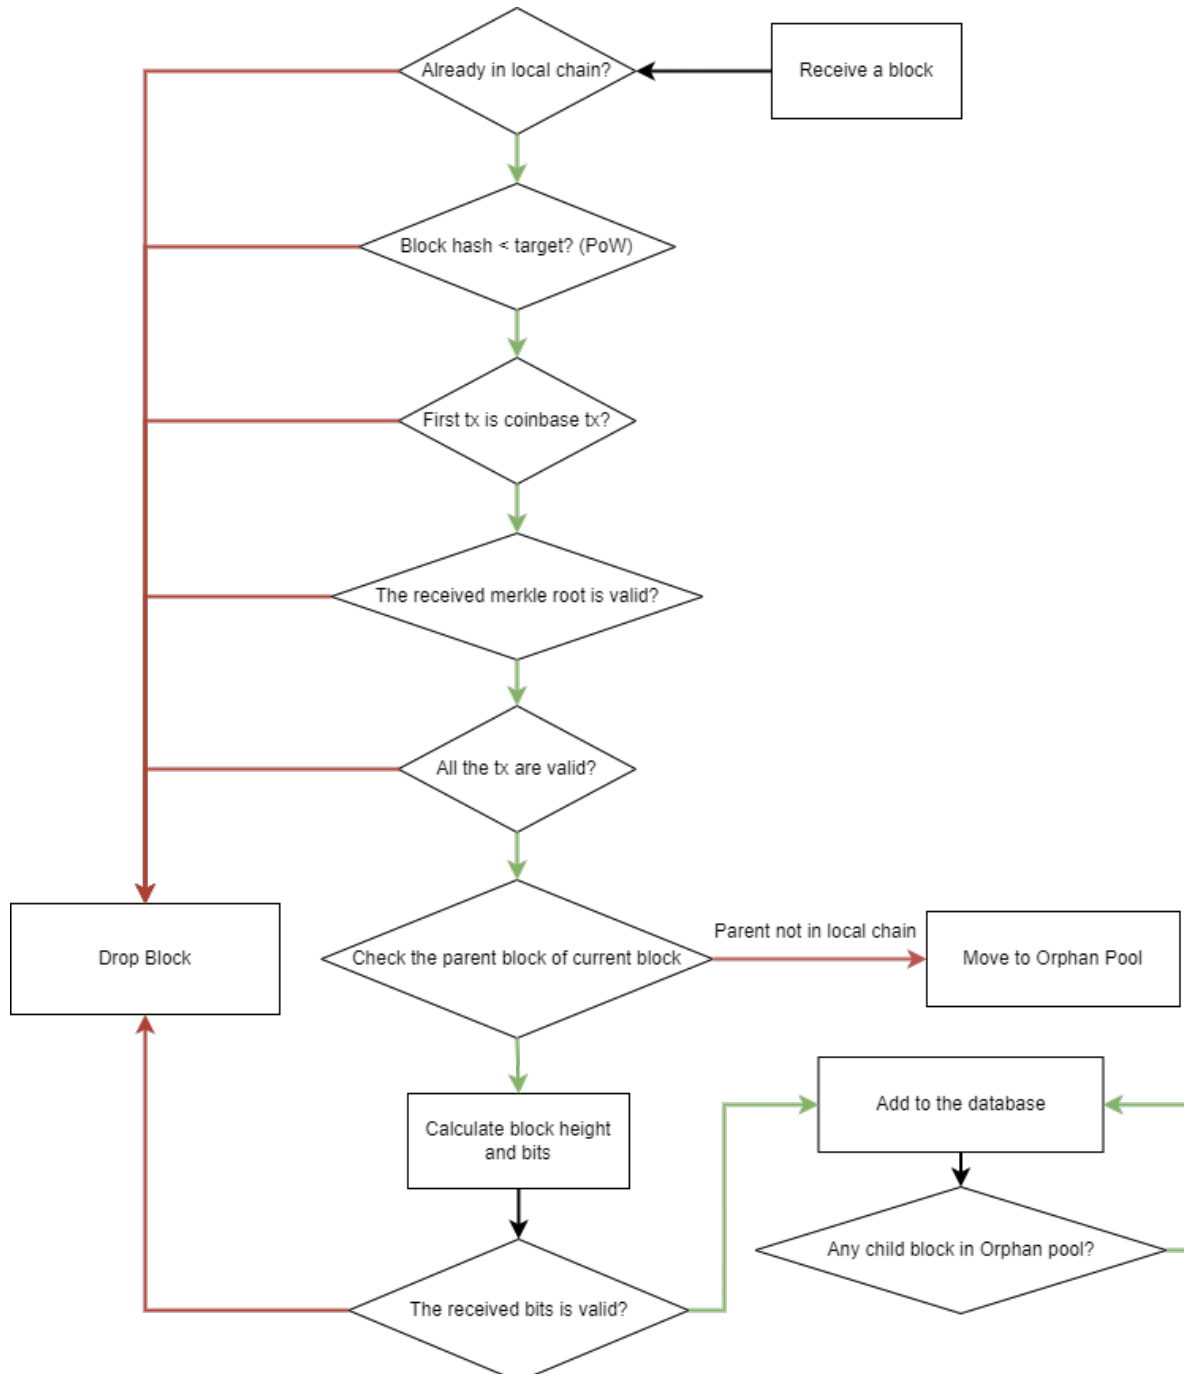 Already in local chain?
Receive a block
Block hash < target? (PoW)
First tx is coinbase tx?
The received merkle root is valid?
All the tx are valid?
Drop Block
Check the parent block of current block
Parent not in local chain
Move to Orphan Pool
Calculate block height
and bits
Add to the database
Any child block in Orphan pool?
The received bits is valid?